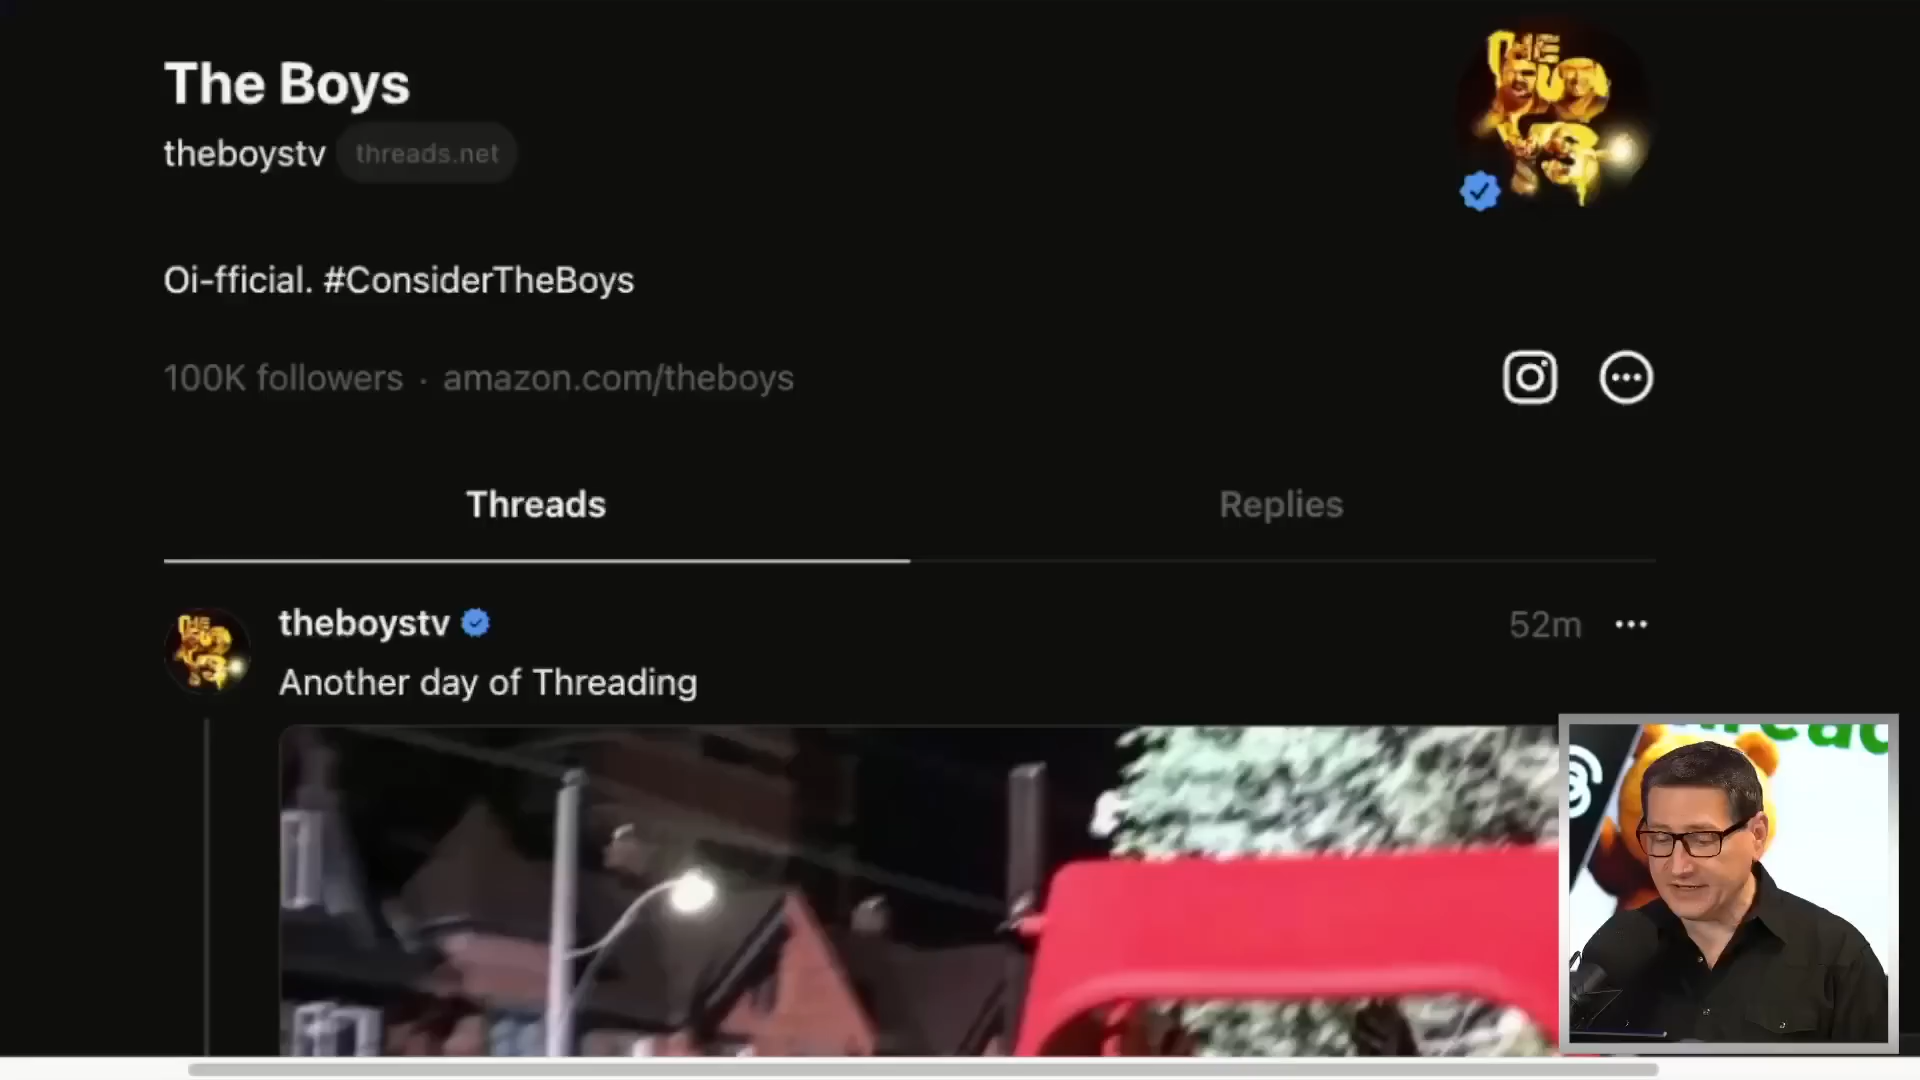 The Boys
theboystv threads.net
Oi-fficial. #ConsiderTheBoys
100K followers · amazon.com/theboys
Threads Replies
theboystv 52m
Another day of Threading